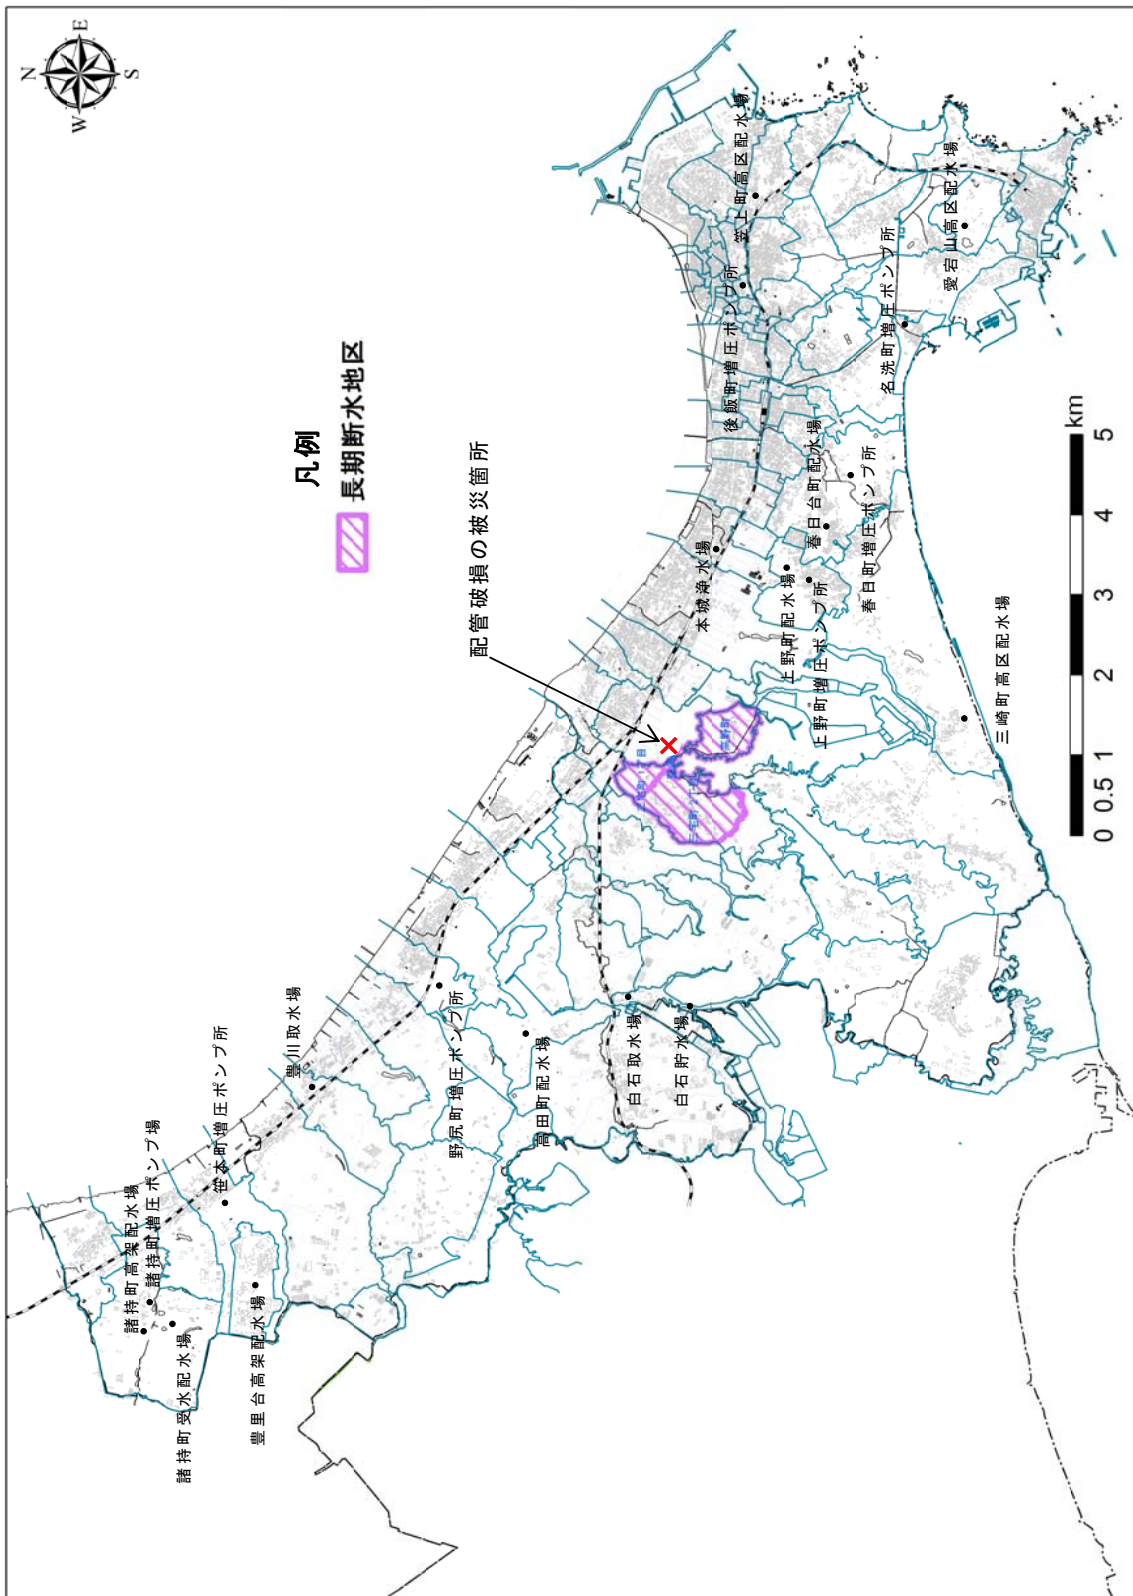 N
E
W
S
凡例
長期断水地区
配管破損の被災箇所
諸持町高架配水場
諸持町増圧ポンプ場
諸持町受水配水場
笹本町増圧ポンプ所
豊里台高架配水場
豊川取水場
野尻町増圧ポンプ所
高田町配水場
白石取水場
白石貯水場
本城浄水場
上野町配水場
上野町増圧ポンプ所
春日台町配水場
春日町増圧ポンプ所
三崎町高区配水場
後飯町増圧ポンプ所
笠上町高区配水場
名洗町増圧ポンプ所
愛宕山高区配水場
0 0.5 1 2 3 4 5
km